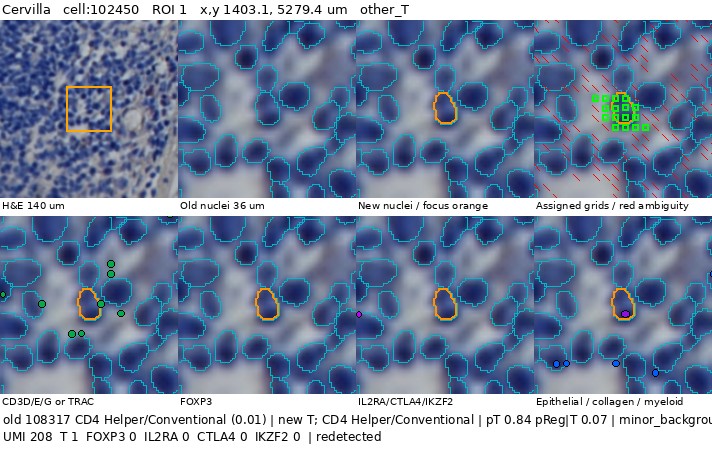 Cervilla   cell:102450   ROI 1   x,y 1403.1, 5279.4 um   other_T
H&E 140 um
Old nuclei 36 um
New nuclei / focus orange
Assigned grids / red ambiguity
CD3D/E/G or TRAC
FOXP3
IL2RA/CTLA4/IKZF2
Epithelial / collagen / myeloid
old 108317 CD4 Helper/Conventional (0.01) | new T; CD4 Helper/Conventional | pT 0.84 pReg|T 0.07 | minor_backgrou
UMI 208  T 1  FOXP3 0  IL2RA 0  CTLA4 0  IKZF2 0  | redetected